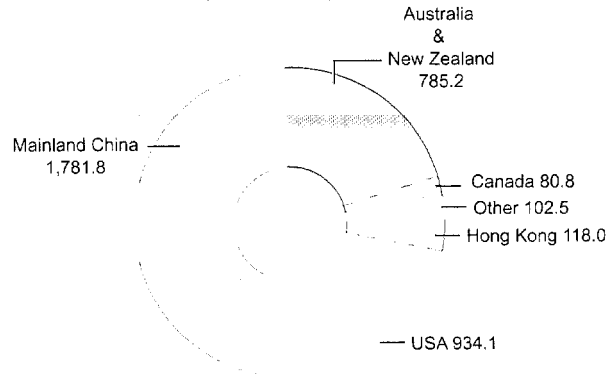 Australia
&
New Zealand
785.2
Mainland China
1,781.8
Canada 80.8
Other 102.5
Hong Kong 118.0
USA 934.1